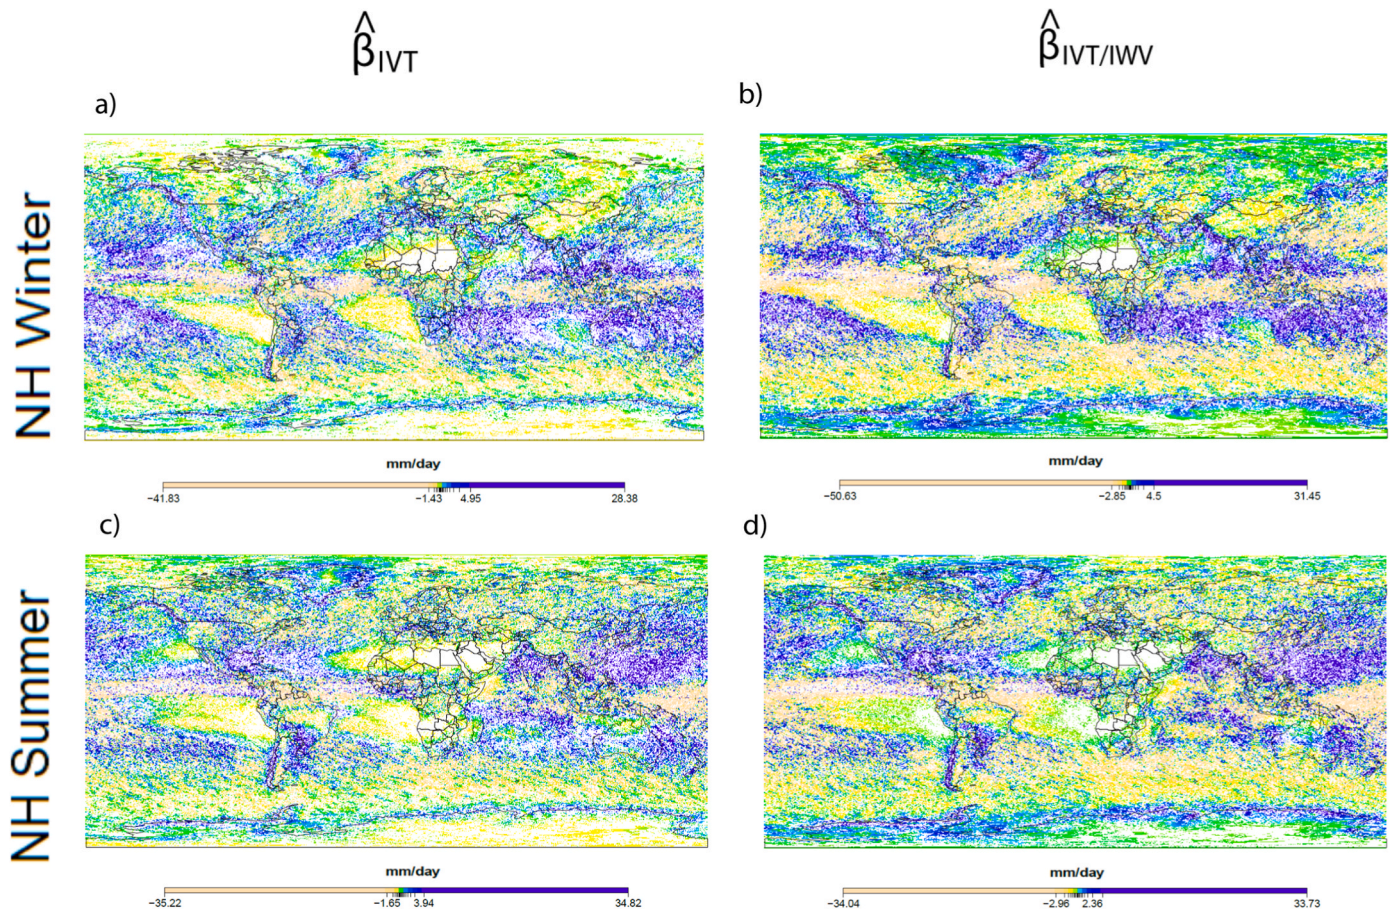 β̂IVT
β̂IVT/IWV
a)
b)
NH Winter
mm/day
−41.83 −1.43 4.95 28.38
mm/day
−50.63 −2.85 4.5 31.45
c)
d)
NH Summer
mm/day
−35.22 −1.65 3.94 34.82
mm/day
−34.04 −2.96 2.36 33.73